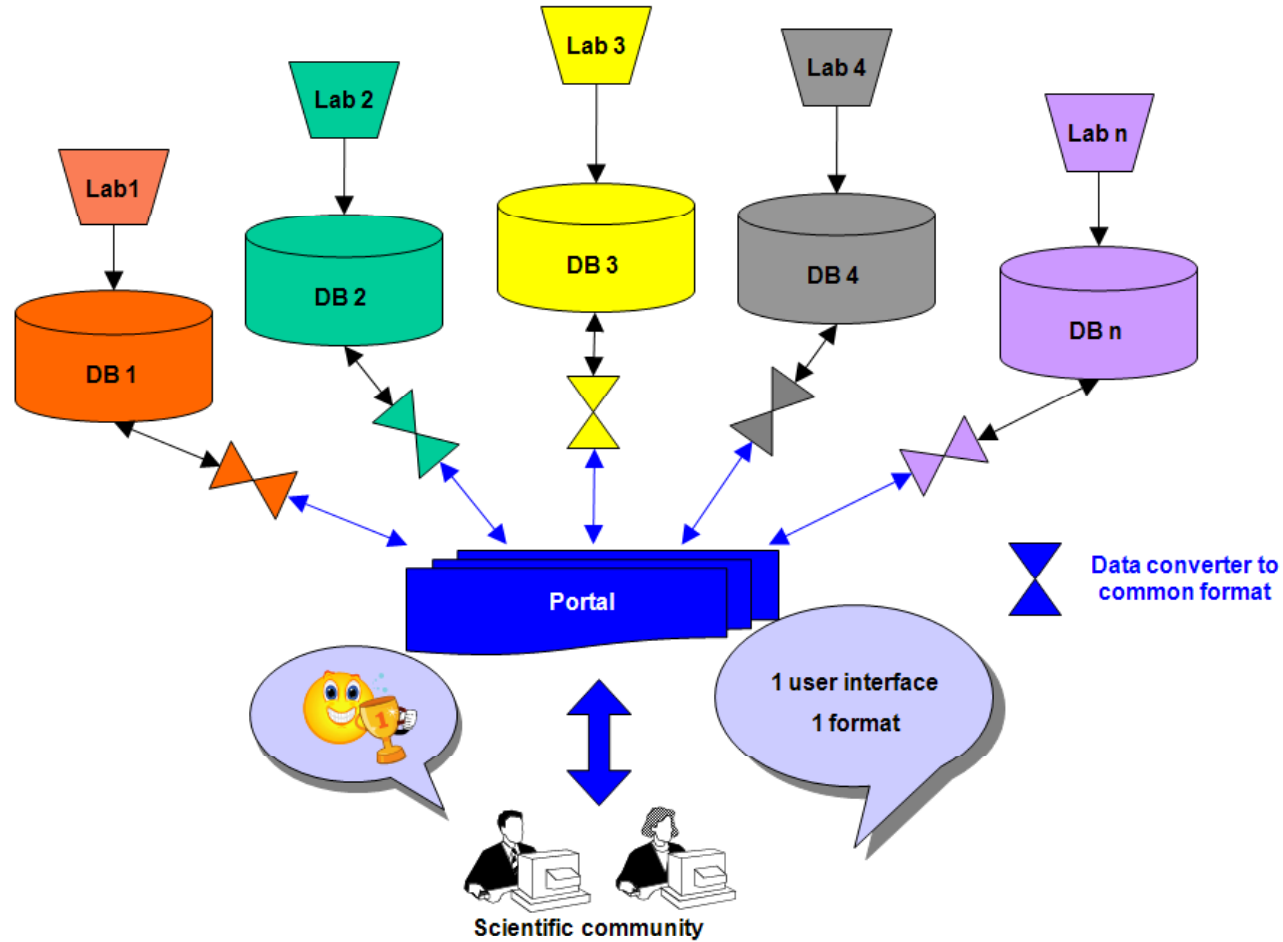 Lab1
Lab 2
Lab 3
Lab 4
Lab n
DB 1
DB 2
DB 3
DB 4
DB n
Portal
Data converter to
common format
1
1 user interface
1 format
Scientific community